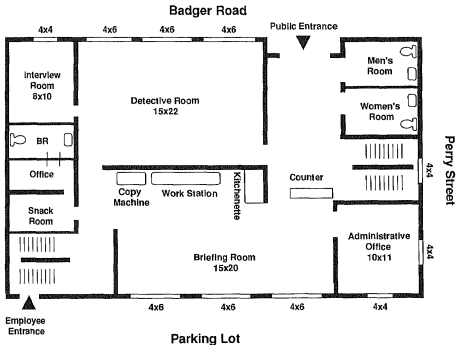 Badger Road
Public Entrance
4x4
4x6
4x6
4x6
Interview
Room
8x10
Detective Room
15x22
Men's
Room
Women's
Room
BR
Office
Snack
Room
Copy
Machine
Work Station
Kitchenette
Counter
4x4
Perry Street
Administrative
Office
10x11
4x4
Briefing Room
15x20
4x6
4x6
4x6
4x4
Employee
Entrance
Parking Lot